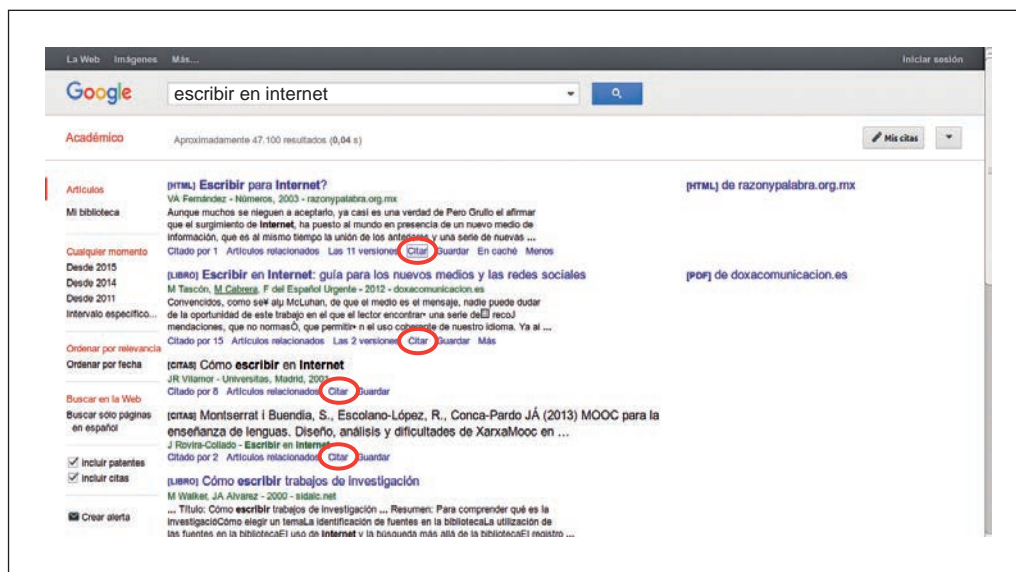 La Web Imágenes Más... Iniciar sesión
Google escribir en internet
Académico Aproximadamente 47.100 resultados (0,04 s) Mis citas
Artículos
Mi biblioteca
Cualquier momento
Desde 2015
Desde 2014
Desde 2011
Intervalo específico...
Ordenar por relevancia
Ordenar por fecha
Buscar en la Web
Buscar sólo páginas
en español
Incluir patentes
Incluir citas
Crear alerta
[HTML] Escribir para Internet? [HTML] de razonypalabra.org.mx
VA Fernández - Números, 2003 - razonypalabra.org.mx
Aunque muchos se nieguen a aceptarlo, ya casi es una verdad de Pero Grullo el afirmar
que el surgimiento de Internet, ha puesto al mundo en presencia de un nuevo medio de
información, que es al mismo tiempo la unión de los anteriores y una serie de nuevas ...
Citado por 1 Artículos relacionados Las 11 versiones Citar Guardar En caché Menos
[LIBRO] Escribir en Internet: guía para los nuevos medios y las redes sociales [PDF] de doxacomunicacion.es
M Tascón, M Cabrera, F del Español Urgente - 2012 - doxacomunicacion.es
Convencidos, como se¥ alµ McLuhan, de que el medio es el mensaje, nadie puede dudar
de la oportunidad de este trabajo en el que el lector encontrar• una serie de recoJ
mendaciones, que no normasÒ, que permitir• n el uso coherente de nuestro idioma. Ya al ...
Citado por 15 Artículos relacionados Las 2 versiones Citar Guardar Más
[CITAS] Cómo escribir en Internet
JR Vilamor - Universitas, Madrid, 2001
Citado por 8 Artículos relacionados Citar Guardar
[CITAS] Montserrat i Buendia, S., Escolano-López, R., Conca-Pardo JÁ (2013) MOOC para la
enseñanza de lenguas. Diseño, análisis y dificultades de XarxaMooc en ...
J Rovira-Collado - Escribir en Internet
Citado por 2 Artículos relacionados Citar Guardar
[LIBRO] Cómo escribir trabajos de investigación
M Walker, JA Alvarez - 2000 - sidalc.net
... Título: Cómo escribir trabajos de investigación ... Resumen: Para comprender qué es la
investigacióCómo elegir un temaLa identificación de fuentes en la bibliotecaLa utilización de
las fuentes en la bibliotecaEl uso de Internet y la búsqueda más allá de la bibliotecaEl registro ...